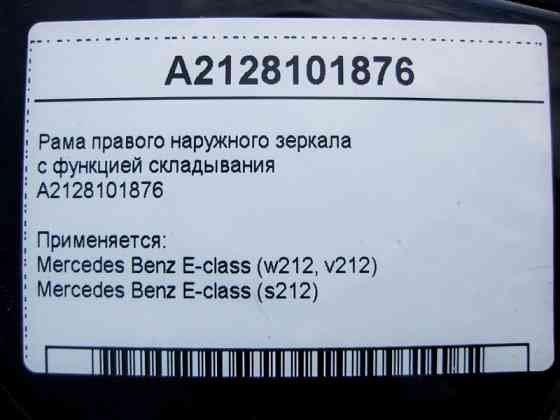 A2128101876
Рама правого наружного зеркала
с функцией складывания
A2128101876
Применяется:
Mercedes Benz E-class (w212, v212)
Mercedes Benz E-class (s212)